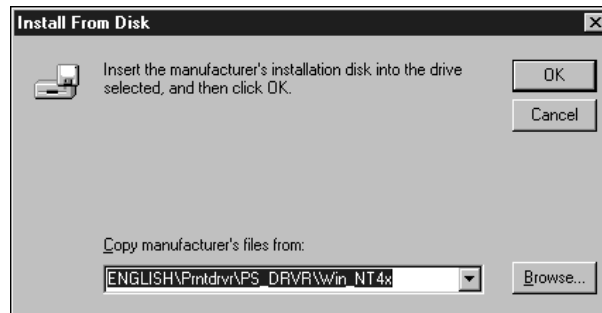 Install From Disk
Insert the manufacturer's installation disk into the drive
selected, and then click OK.
OK
Cancel
Copy manufacturer's files from:
ENGLISH\Prntdrvr\PS_DRVR\Win_NT4x
Browse...